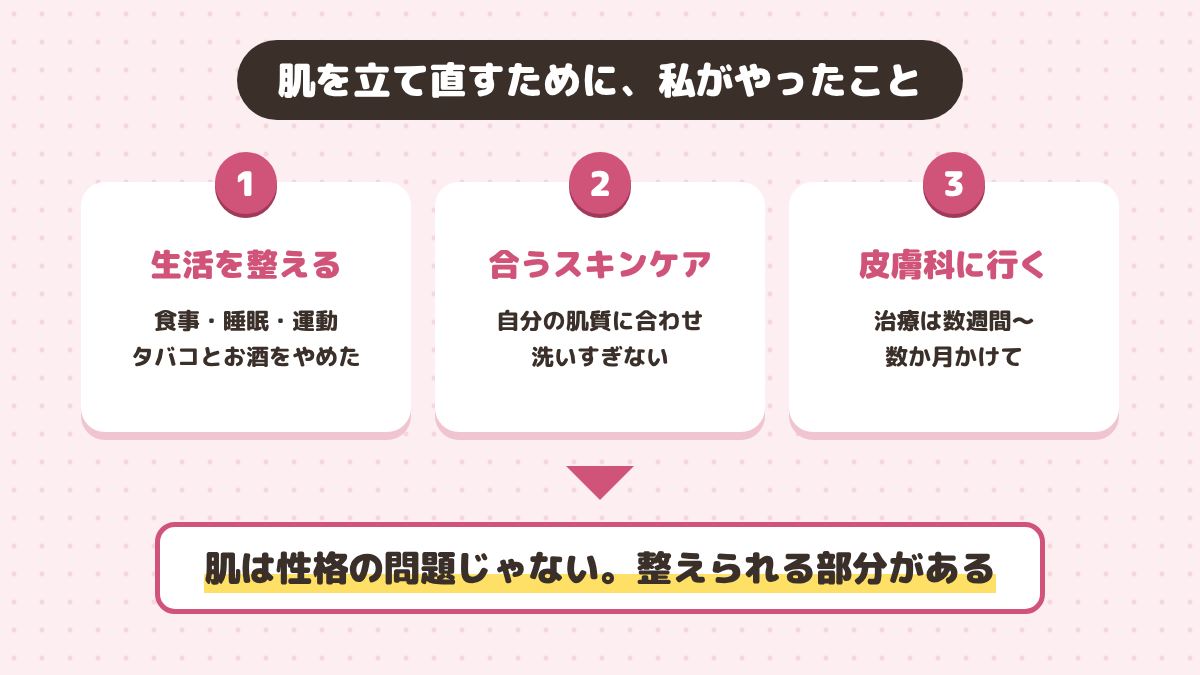 肌を立て直すために、私がやったこと
1
生活を整える
食事・睡眠・運動
タバコとお酒をやめた
2
合うスキンケア
自分の肌質に合わせ
洗いすぎない
3
皮膚科に行く
治療は数週間〜
数か月かけて
肌は性格の問題じゃない。整えられる部分がある